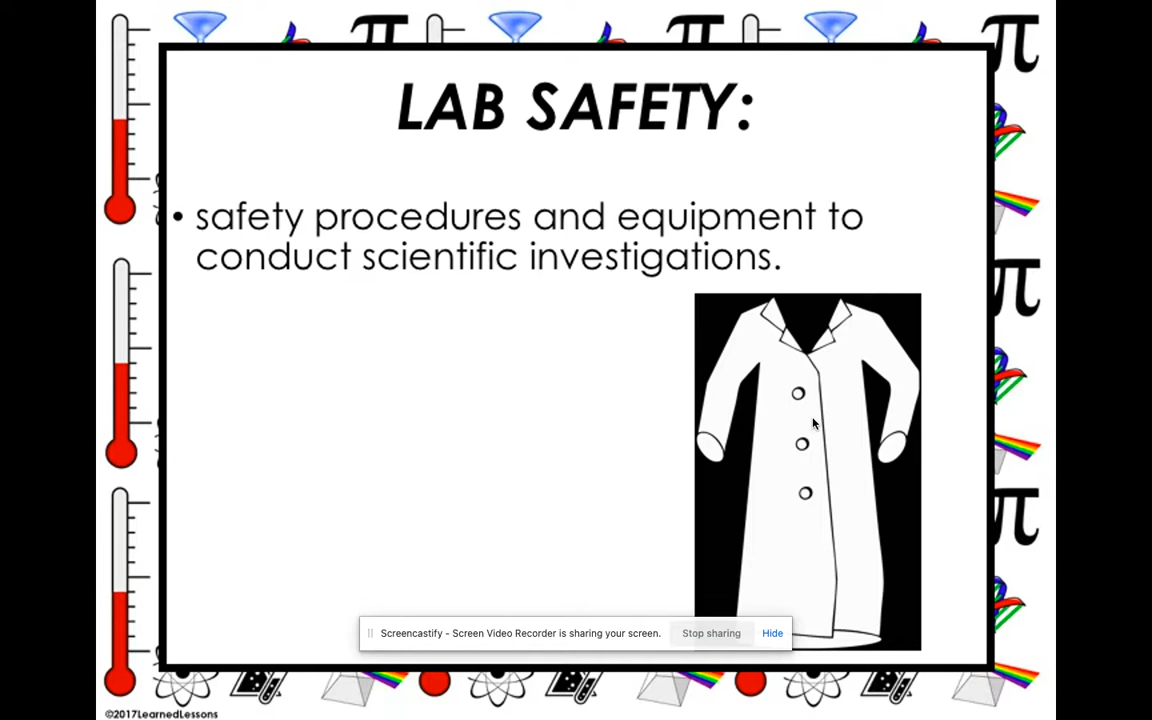 LAB SAFETY:
• safety procedures and equipment to
conduct scientific investigations.
Screencastify - Screen Video Recorder is sharing your screen. Stop sharing Hide
©2017LearnedLessons